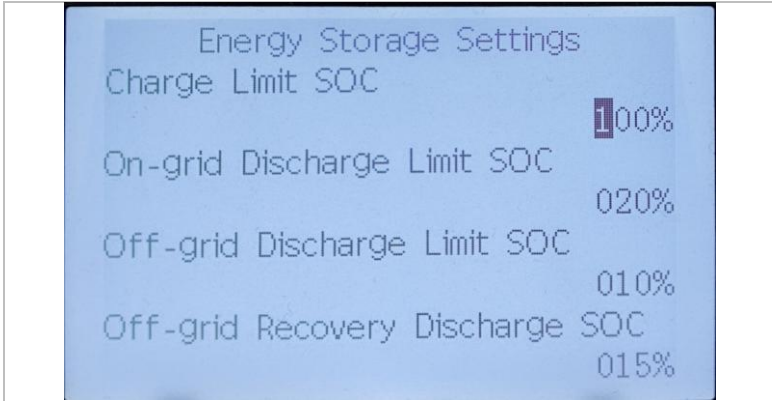 Energy Storage Settings
Charge Limit SOC
100%
On-grid Discharge Limit SOC
020%
Off-grid Discharge Limit SOC
010%
Off-grid Recovery Discharge SOC
015%